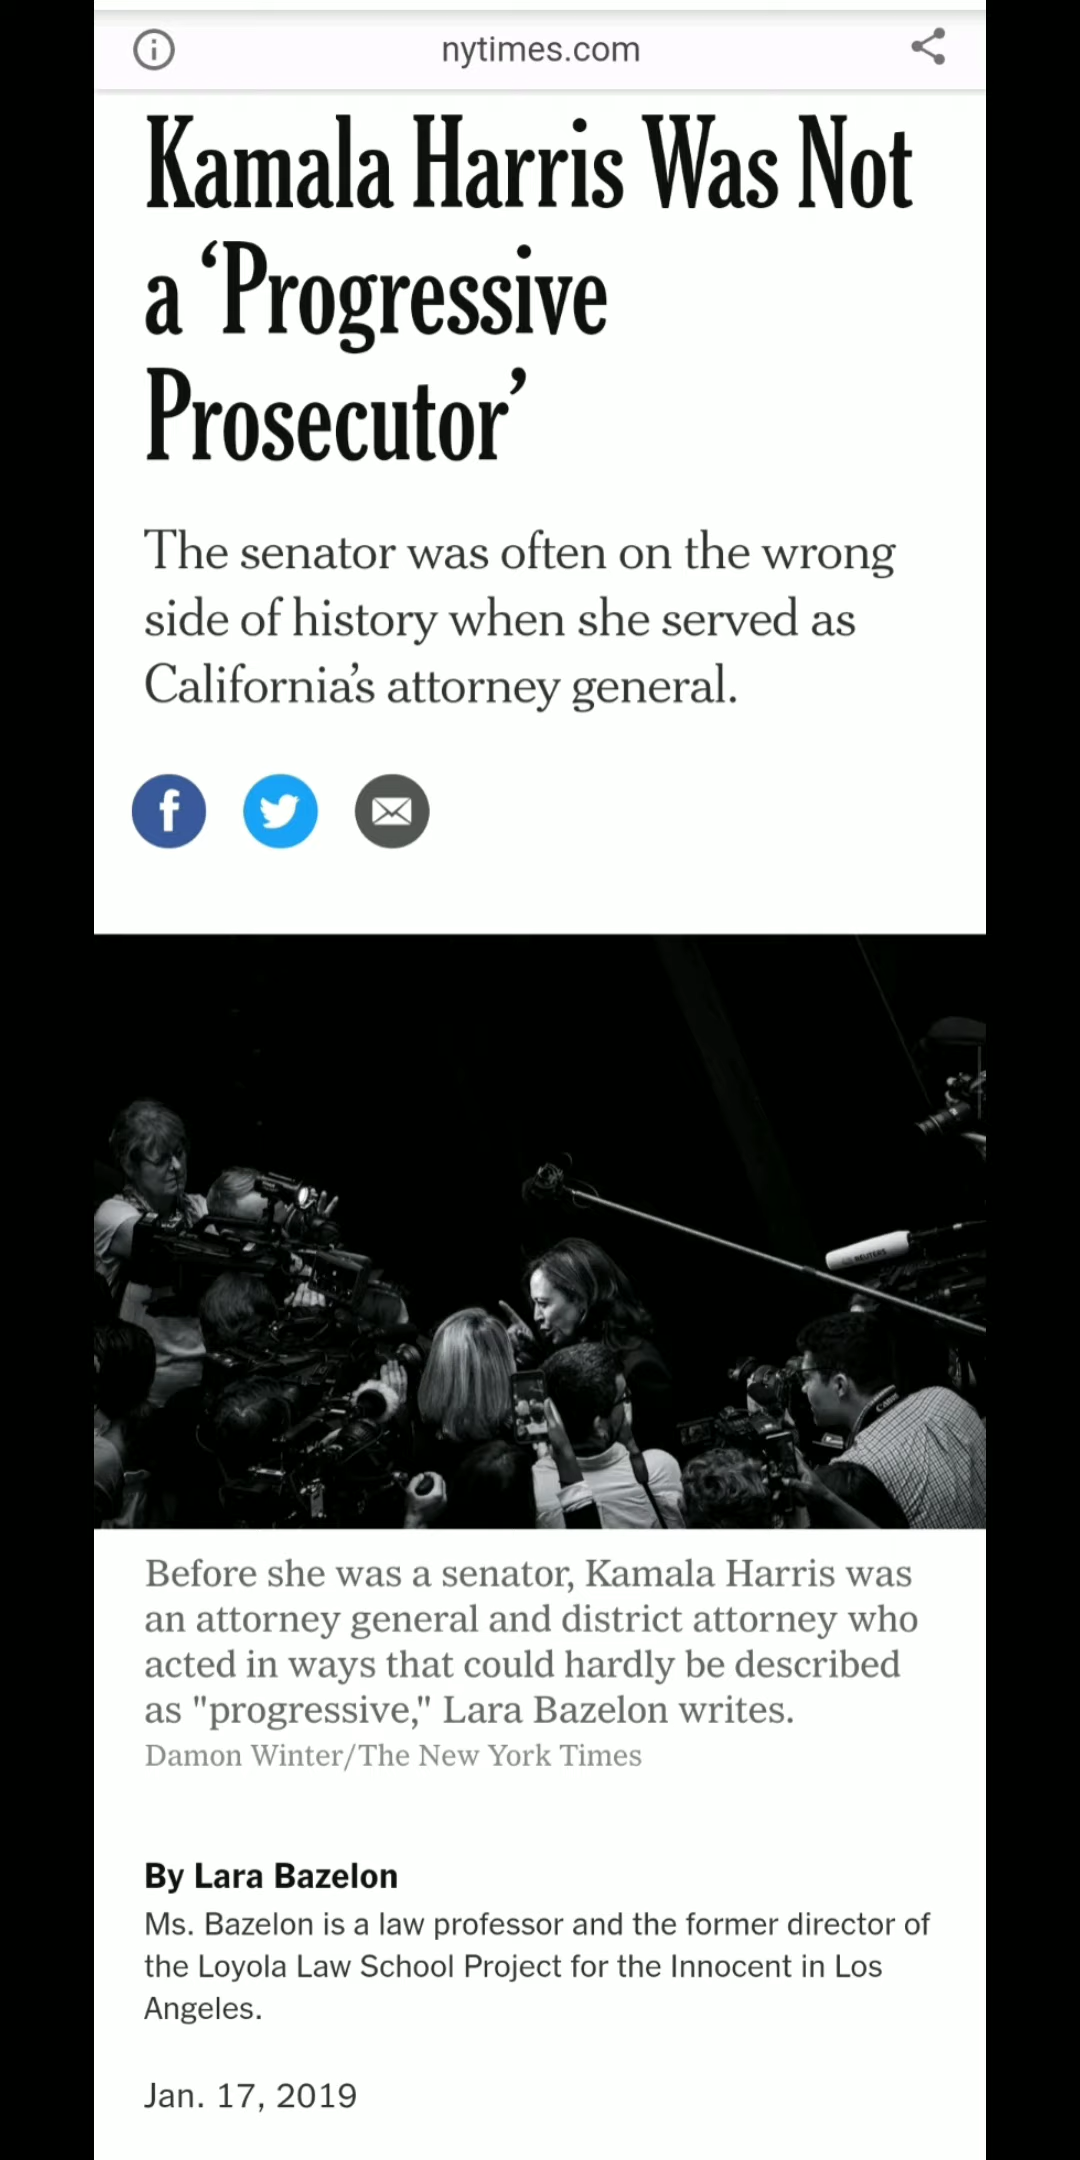 nytimes.com
Kamala Harris Was Not
a ‘Progressive
Prosecutor’
The senator was often on the wrong
side of history when she served as
California’s attorney general.
REUTERS
Canon
Before she was a senator, Kamala Harris was
an attorney general and district attorney who
acted in ways that could hardly be described
as "progressive," Lara Bazelon writes.
Damon Winter/The New York Times
By Lara Bazelon
Ms. Bazelon is a law professor and the former director of
the Loyola Law School Project for the Innocent in Los
Angeles.
Jan. 17, 2019